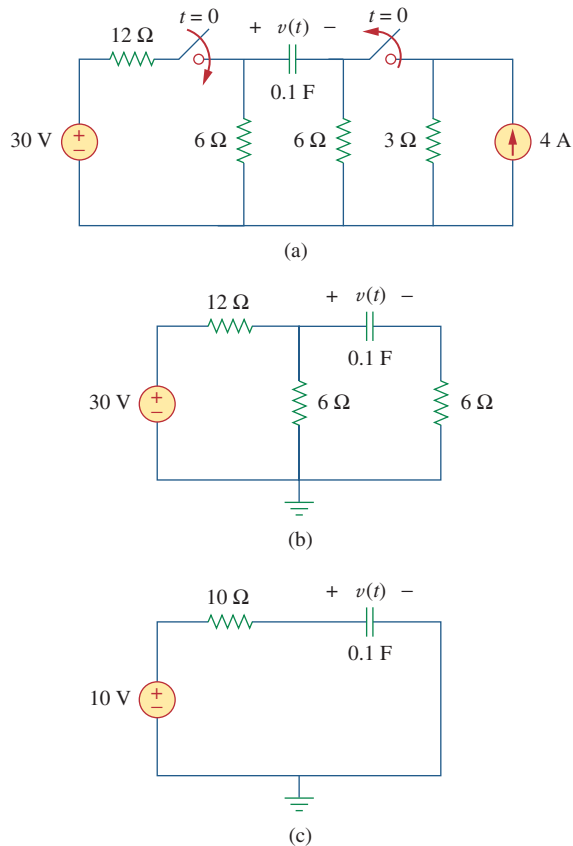 t = 0
t = 0
12 Ω
+ v(t) −
0.1 F
30 V
+
−
6 Ω
6 Ω
3 Ω
4 A
(a)
12 Ω
+ v(t) −
0.1 F
30 V
+
−
6 Ω
6 Ω
(b)
10 Ω
+ v(t) −
0.1 F
10 V
+
−
(c)